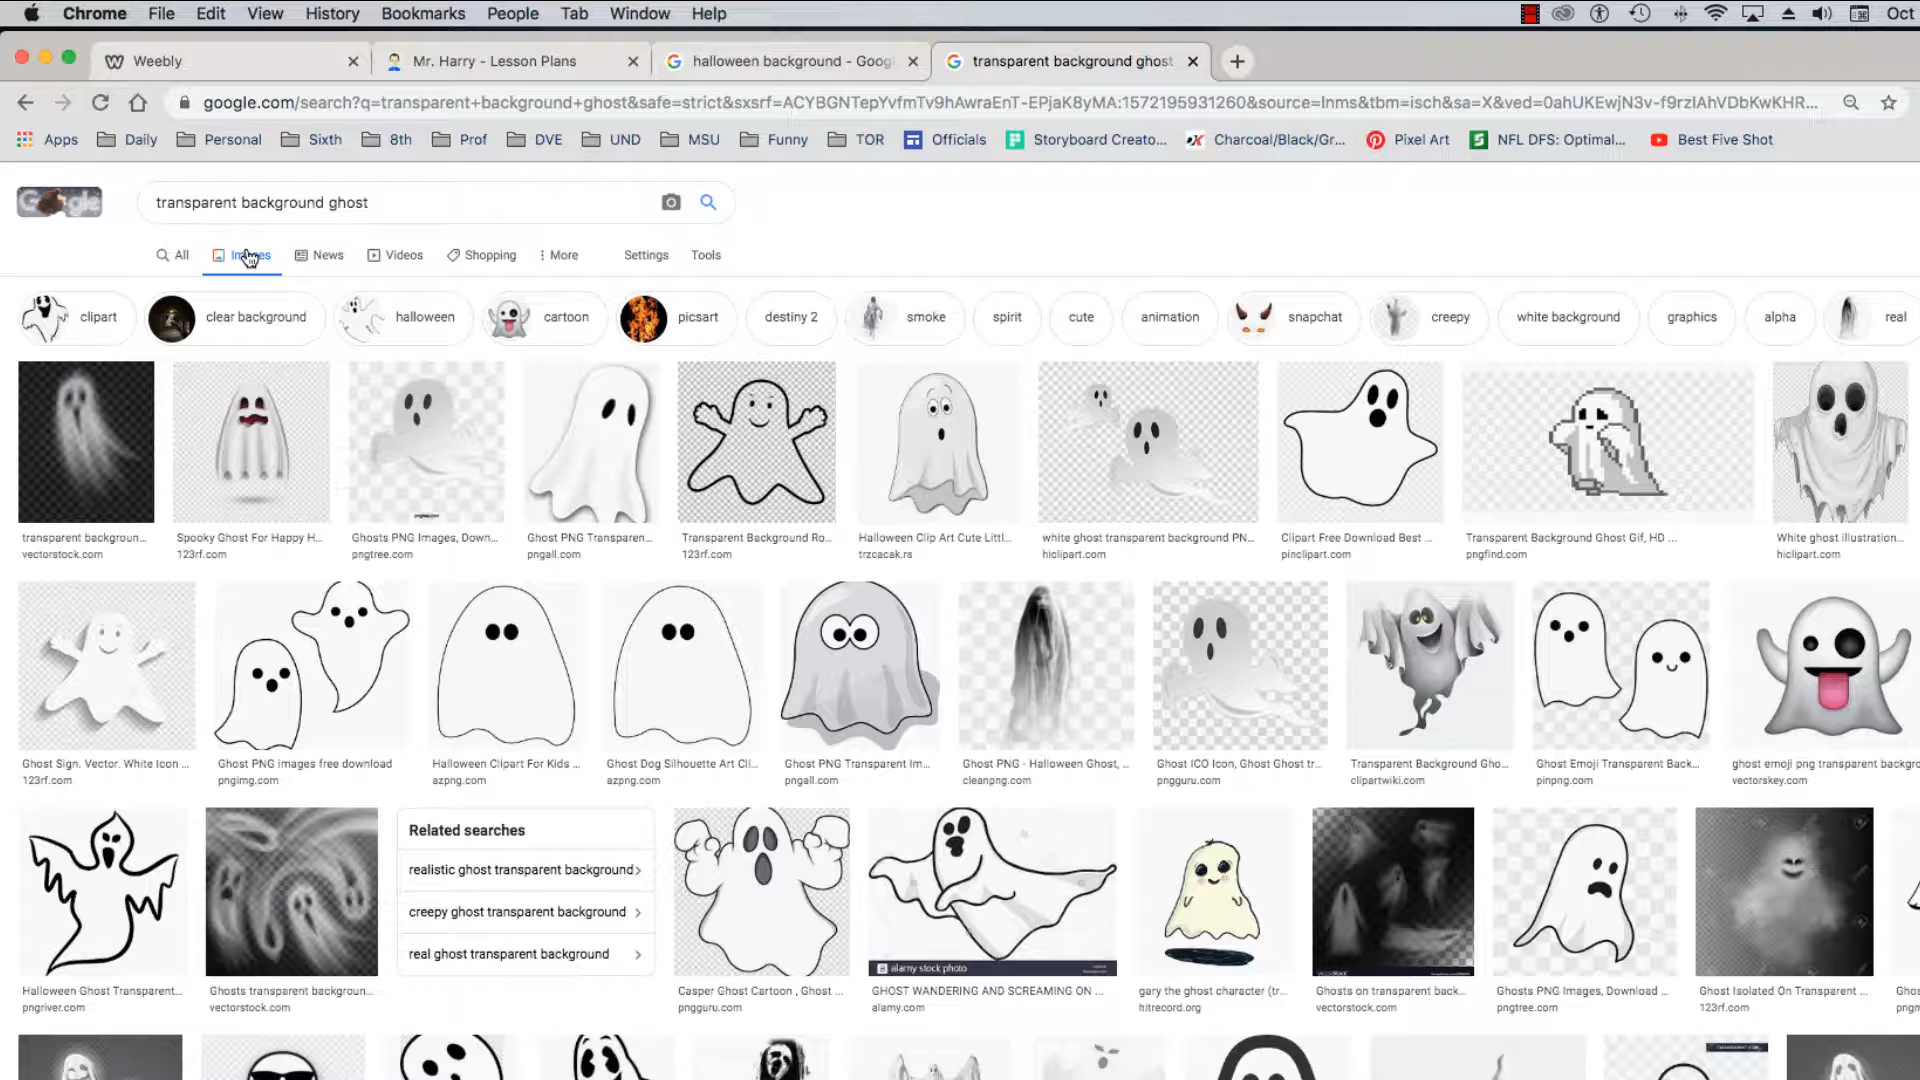 Chrome File Edit View History Bookmarks People Tab Window Help Oct
Weebly Mr. Harry - Lesson Plans halloween background - Googl transparent background ghost
google.com/search?q=transparent+background+ghost&safe=strict&sxsrf=ACYBGNTepYvfmTv9hAwraEnT-EPjaK8yMA:1572195931260&source=lnms&tbm=isch&sa=X&ved=0ahUKEwjN3v-f9rzlAhVDbKwKHR...
Apps Daily Personal Sixth 8th Prof DVE UND MSU Funny TOR Officials Storyboard Creato... Charcoal/Black/Gr... Pixel Art NFL DFS: Optimal... Best Five Shot
Google transparent background ghost
All Images News Videos Shopping More Settings Tools
clipart clear background halloween cartoon picsart destiny 2 smoke spirit cute animation snapchat creepy white background graphics alpha real
transparent backgroun... Spooky Ghost For Happy H... Ghosts PNG Images, Down... Ghost PNG Transparen... Transparent Background Ro... Halloween Clip Art Cute Littl... white ghost transparent background PN... Clipart Free Download Best ... Transparent Background Ghost Gif, HD ... White ghost illustration...
vectorstock.com 123rf.com pngtree.com pngall.com 123rf.com trzcacak.rs hiclipart.com pinclipart.com pngfind.com hiclipart.com
Ghost Sign. Vector. White Icon ... Ghost PNG images free download Halloween Clipart For Kids ... Ghost Dog Silhouette Art Cli... Ghost PNG Transparent Im... Ghost PNG - Halloween Ghost, ... Ghost ICO Icon, Ghost Ghost tr... Transparent Background Gho... Ghost Emoji Transparent Back... ghost emoji png transparent backgro
123rf.com pngimg.com azpng.com azpng.com pngall.com cleanpng.com pngguru.com clipartwiki.com pinpng.com vectorskey.com
Related searches
realistic ghost transparent background
creepy ghost transparent background
real ghost transparent background
alamy stock photo
Halloween Ghost Transparent... Ghosts transparent backgroun... Casper Ghost Cartoon , Ghost ... GHOST WANDERING AND SCREAMING ON ... gary the ghost character (tr... Ghosts on transparent back... Ghosts PNG Images, Download ... Ghost Isolated On Transparent ... Ghos
pngriver.com vectorstock.com pngguru.com alamy.com hitrecord.org vectorstock.com pngtree.com 123rf.com pngm